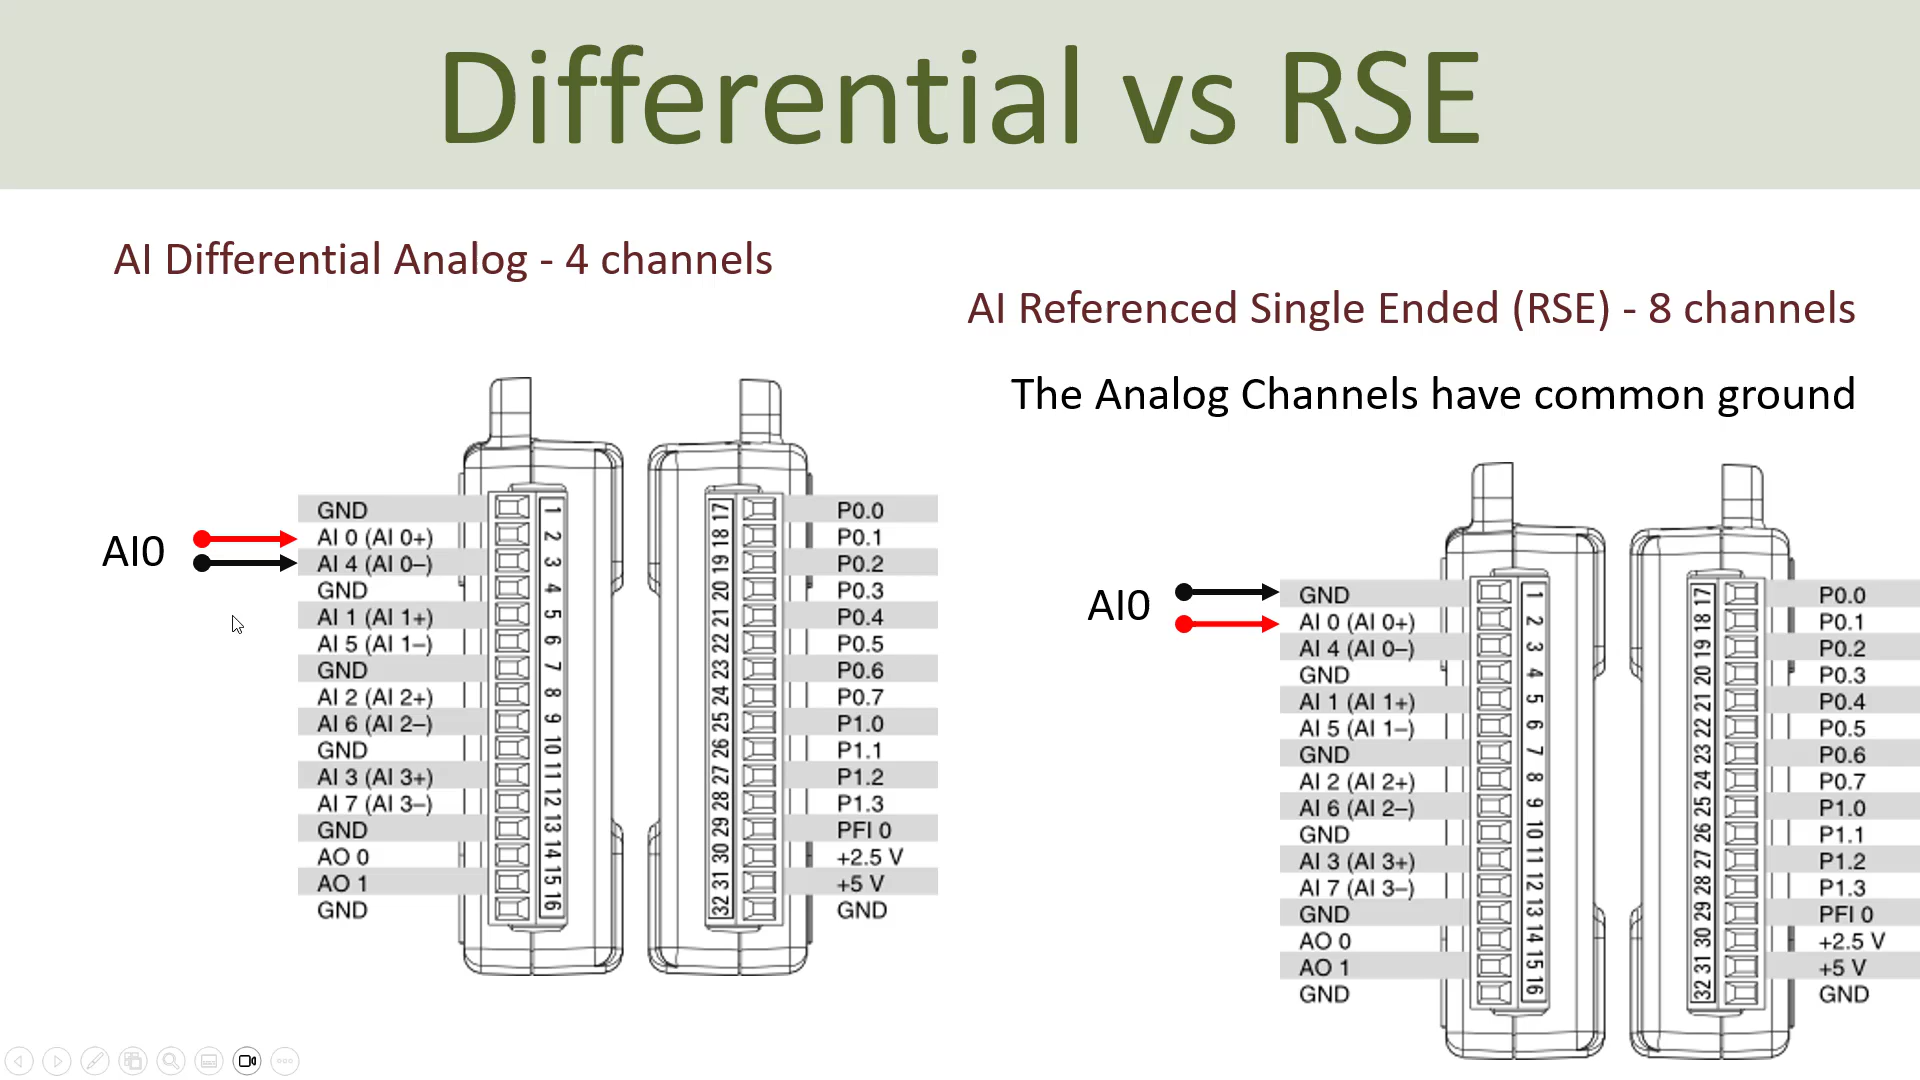 Differential vs RSE
AI Differential Analog - 4 channels
AI0
GND
AI 0 (AI 0+)
AI 4 (AI 0–)
GND
AI 1 (AI 1+)
AI 5 (AI 1–)
GND
AI 2 (AI 2+)
AI 6 (AI 2–)
GND
AI 3 (AI 3+)
AI 7 (AI 3–)
GND
AO 0
AO 1
GND
1
2
3
4
5
6
7
8
9
10
11
12
13
14
15
16
17
18
19
20
21
22
23
24
25
26
27
28
29
30
31
32
P0.0
P0.1
P0.2
P0.3
P0.4
P0.5
P0.6
P0.7
P1.0
P1.1
P1.2
P1.3
PFI 0
+2.5 V
+5 V
GND
AI Referenced Single Ended (RSE) - 8 channels
The Analog Channels have common ground
AI0
GND
AI 0 (AI 0+)
AI 4 (AI 0–)
GND
AI 1 (AI 1+)
AI 5 (AI 1–)
GND
AI 2 (AI 2+)
AI 6 (AI 2–)
GND
AI 3 (AI 3+)
AI 7 (AI 3–)
GND
AO 0
AO 1
GND
1
2
3
4
5
6
7
8
9
10
11
12
13
14
15
16
17
18
19
20
21
22
23
24
25
26
27
28
29
30
31
32
P0.0
P0.1
P0.2
P0.3
P0.4
P0.5
P0.6
P0.7
P1.0
P1.1
P1.2
P1.3
PFI 0
+2.5 V
+5 V
GND